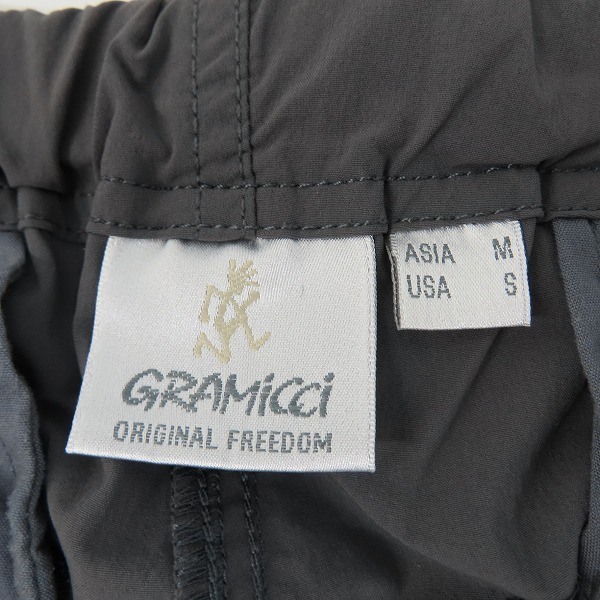 GRAMiCCi
ORIGINAL FREEDOM
ASIA M
USA S